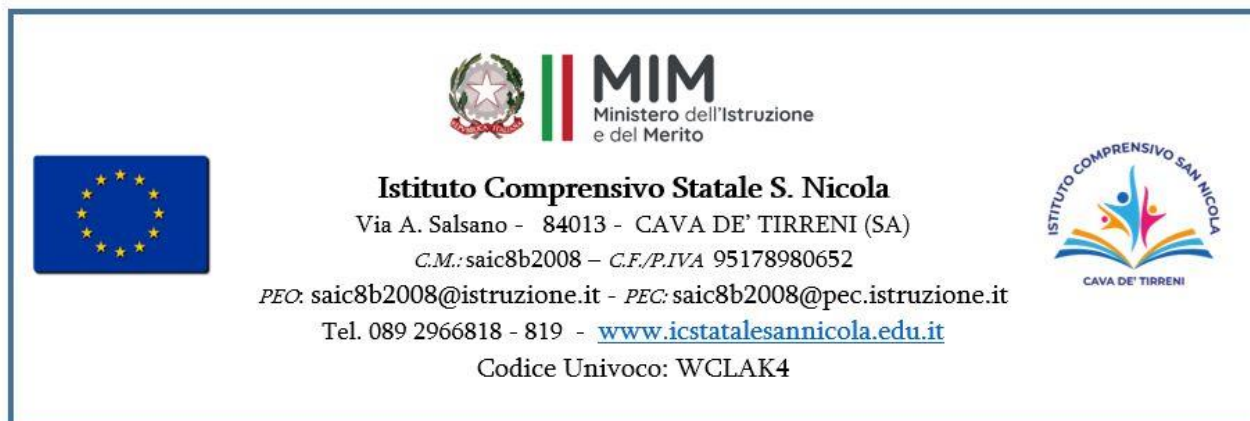 MIM
Ministero dell'Istruzione
e del Merito
Istituto Comprensivo Statale S. Nicola
Via A. Salsano - 84013 - CAVA DE' TIRRENI (SA)
C.M.: saic8b2008 – C.F./P.IVA 95178980652
PEO: saic8b2008@istruzione.it - PEC: saic8b2008@pec.istruzione.it
Tel. 089 2966818 - 819 - www.icstatalesannicola.edu.it
Codice Univoco: WCLAK4
ISTITUTO COMPRENSIVO SAN NICOLA
CAVA DE' TIRRENI
REPVBBLICA ITALIANA